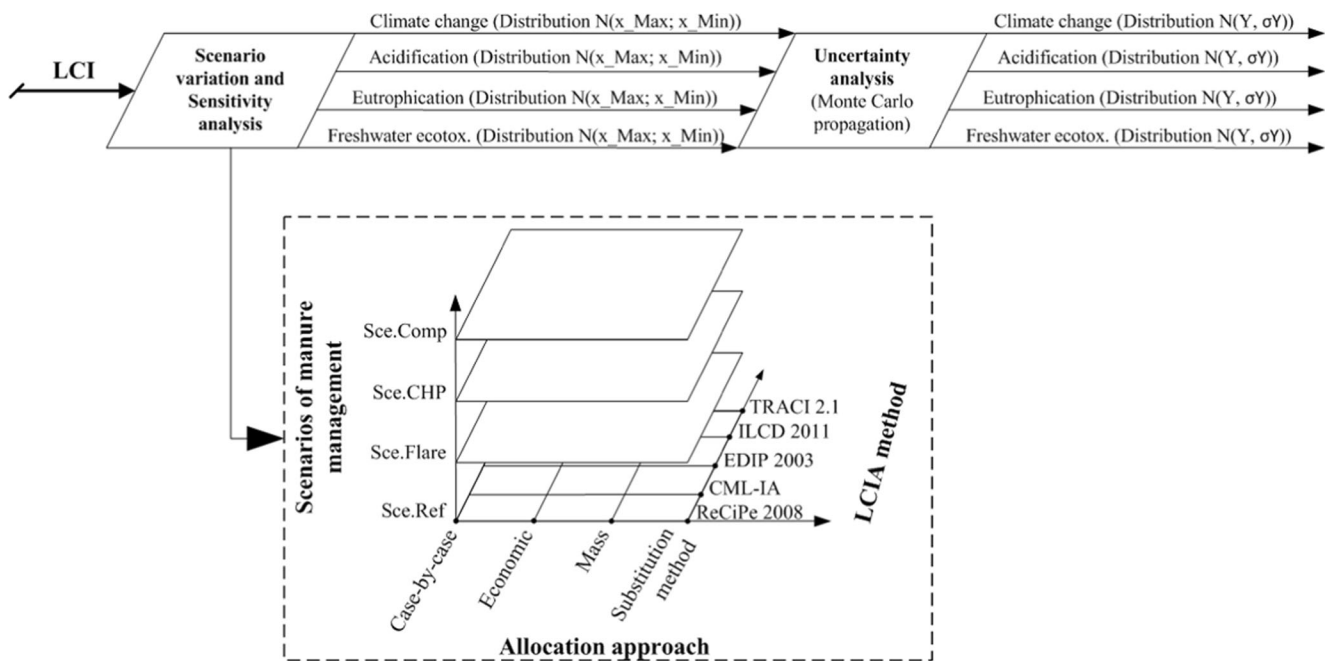 LCI
Scenario
variation and
Sensitivity
analysis
Climate change (Distribution N(x_Max; x_Min))
Acidification (Distribution N(x_Max; x_Min))
Eutrophication (Distribution N(x_Max; x_Min))
Freshwater ecotox. (Distribution N(x_Max; x_Min))
Uncertainty
analysis
(Monte Carlo
propagation)
Climate change (Distribution N(Y, σY))
Acidification (Distribution N(Y, σY))
Eutrophication (Distribution N(Y, σY))
Freshwater ecotox. (Distribution N(Y, σY))
Scenarios of manure
management
Sce.Comp
Sce.CHP
Sce.Flare
Sce.Ref
TRACI 2.1
ILCD 2011
EDIP 2003
CML-IA
ReCiPe 2008
LCIA method
Case-by-case
Economic
Mass
Substitution
method
Allocation approach